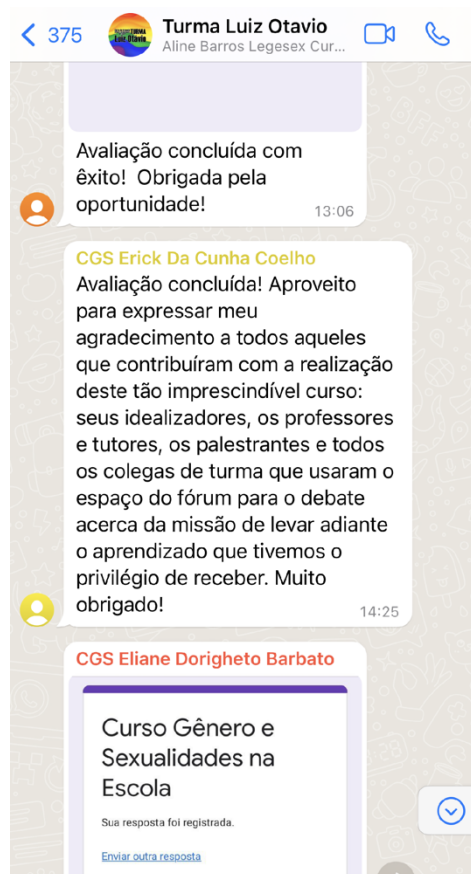 375
Turma Luiz Otavio
Aline Barros Legesex Cur...
Avaliação concluída com
êxito!  Obrigada pela
oportunidade!
13:06
CGS Erick Da Cunha Coelho
Avaliação concluída! Aproveito
para expressar meu
agradecimento a todos aqueles
que contribuíram com a realização
deste tão imprescindível curso:
seus idealizadores, os professores
e tutores, os palestrantes e todos
os colegas de turma que usaram o
espaço do fórum para o debate
acerca da missão de levar adiante
o aprendizado que tivemos o
privilégio de receber. Muito
obrigado!
14:25
CGS Eliane Dorigheto Barbato
Curso Gênero e
Sexualidades na
Escola
Sua resposta foi registrada.
Enviar outra resposta